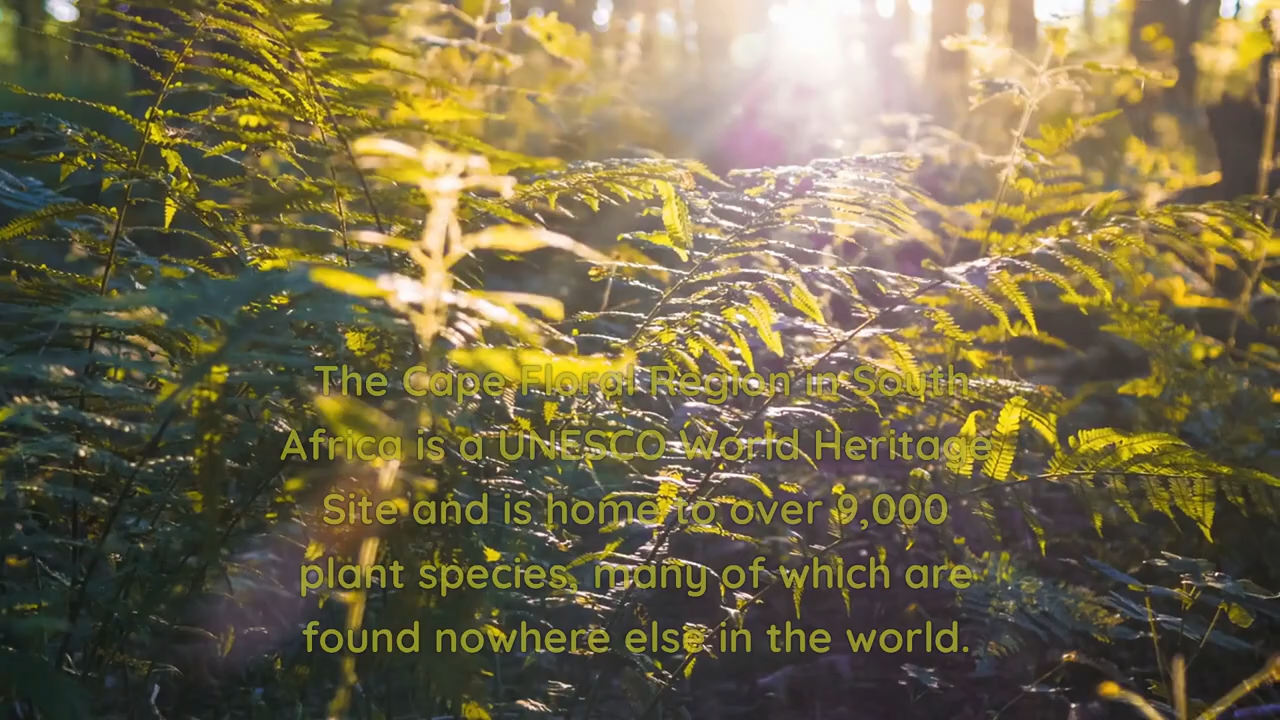 The Cape Floral Region in South
Africa is a UNESCO World Heritage
Site and is home to over 9,000
plant species, many of which are
found nowhere else in the world.